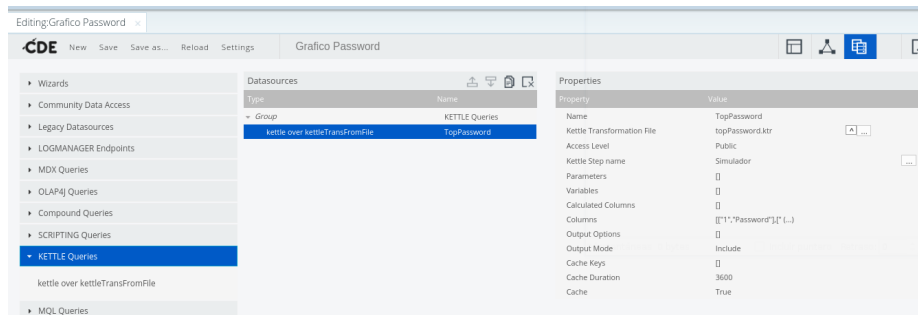 Editing:Grafico Password ×
CDE New Save Save as... Reload Settings Grafico Password
Wizards
Community Data Access
Legacy Datasources
LOGMANAGER Endpoints
MDX Queries
OLAP4J Queries
Compound Queries
SCRIPTING Queries
KETTLE Queries
kettle over kettleTransFromFile
MQL Queries
Datasources
Type Name
Group KETTLE Queries
kettle over kettleTransFromFile TopPassword
Properties
Property Value
Name TopPassword
Kettle Transformation File topPassword.ktr ^ ...
Access Level Public
Kettle Step name Simulador ...
Parameters []
Variables []
Calculated Columns []
Columns [["1","Password"],[" (...)
Output Options []
Output Mode Include
Cache Keys []
Cache Duration 3600
Cache True